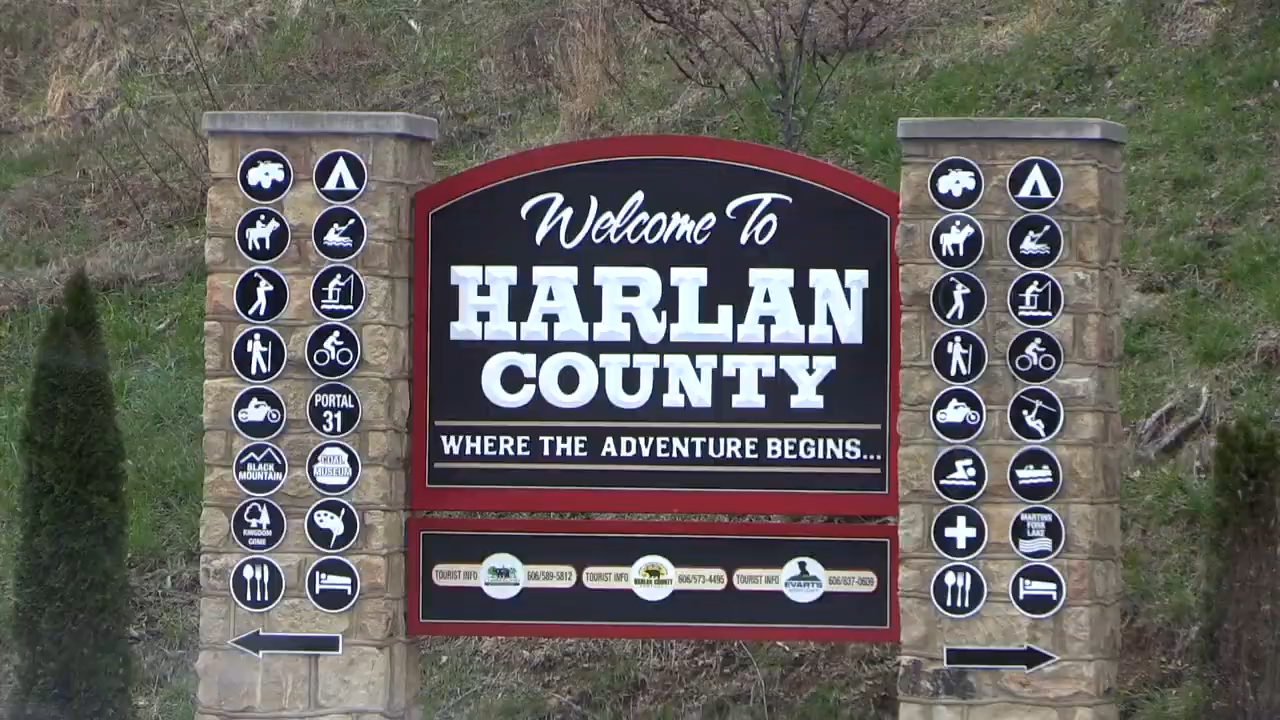 Welcome To
HARLAN
COUNTY
WHERE THE ADVENTURE BEGINS...
PORTAL
31
BLACK
MOUNTAIN
COAL
MUSEUM
KINGDOM
COME
MARTINS
FORK
LAKE
TOURIST INFO 606/589-5812
TOURIST INFO HARLAN COUNTY 606/573-4495
TOURIST INFO EVARTS 606/837-0609